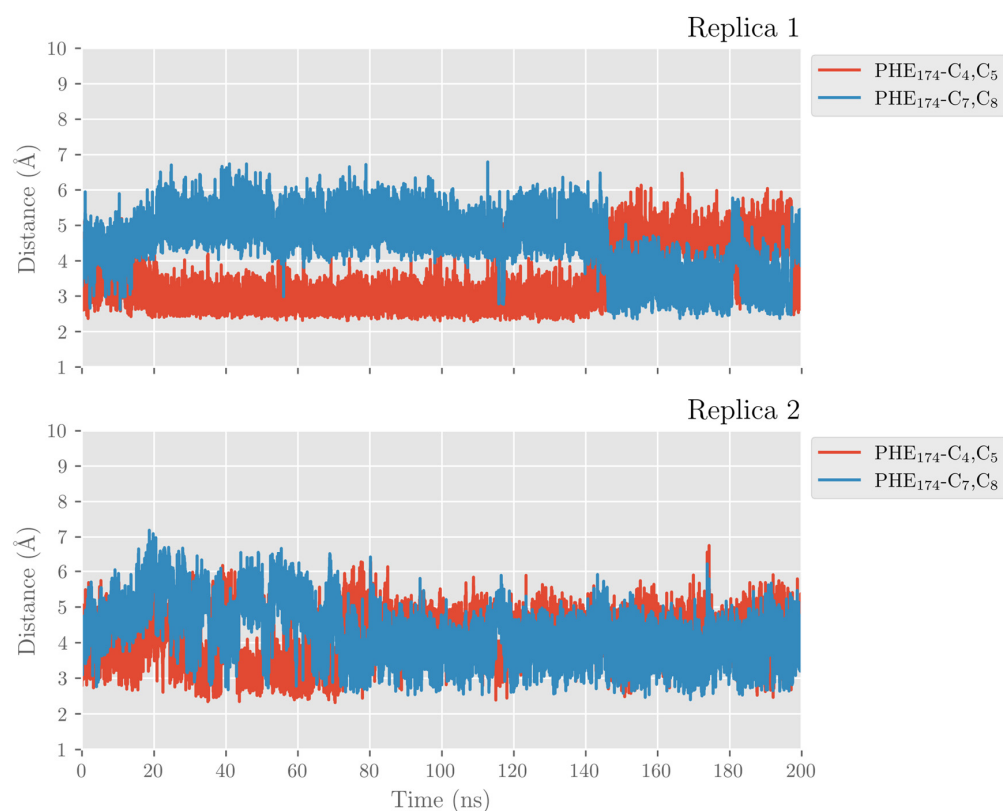 Replica 1
10
9
8
7
6
5
4
3
2
1
Distance (Å)
PHE₁₇₄-C₄,C₅
PHE₁₇₄-C₇,C₈
Replica 2
10
9
8
7
6
5
4
3
2
1
Distance (Å)
PHE₁₇₄-C₄,C₅
PHE₁₇₄-C₇,C₈
0 20 40 60 80 100 120 140 160 180 200
Time (ns)